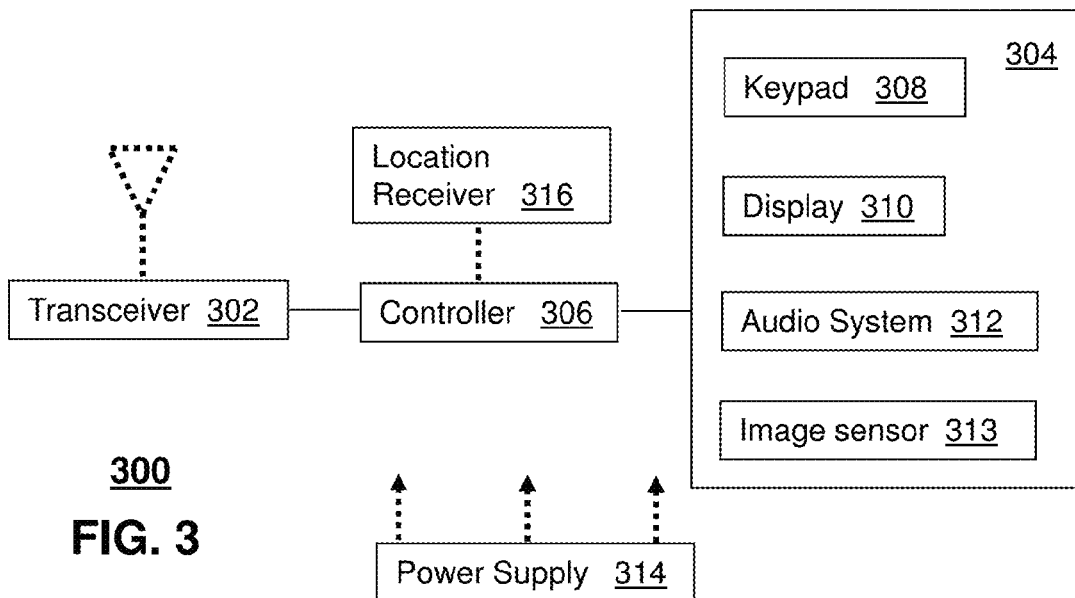 304
Keypad 308
Location
Receiver 316
Display 310
Transceiver 302
Controller 306
Audio System 312
Image sensor 313
300
FIG. 3
Power Supply 314